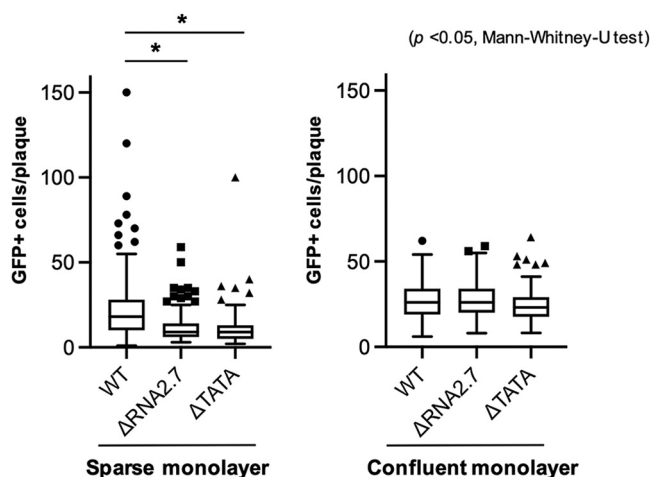 * 
*
(p <0.05, Mann-Whitney-U test)
GFP+ cells/plaque
150
100
50
0
WT
ΔRNA2.7
ΔTATA
Sparse monolayer
GFP+ cells/plaque
150
100
50
0
WT
ΔRNA2.7
ΔTATA
Confluent monolayer